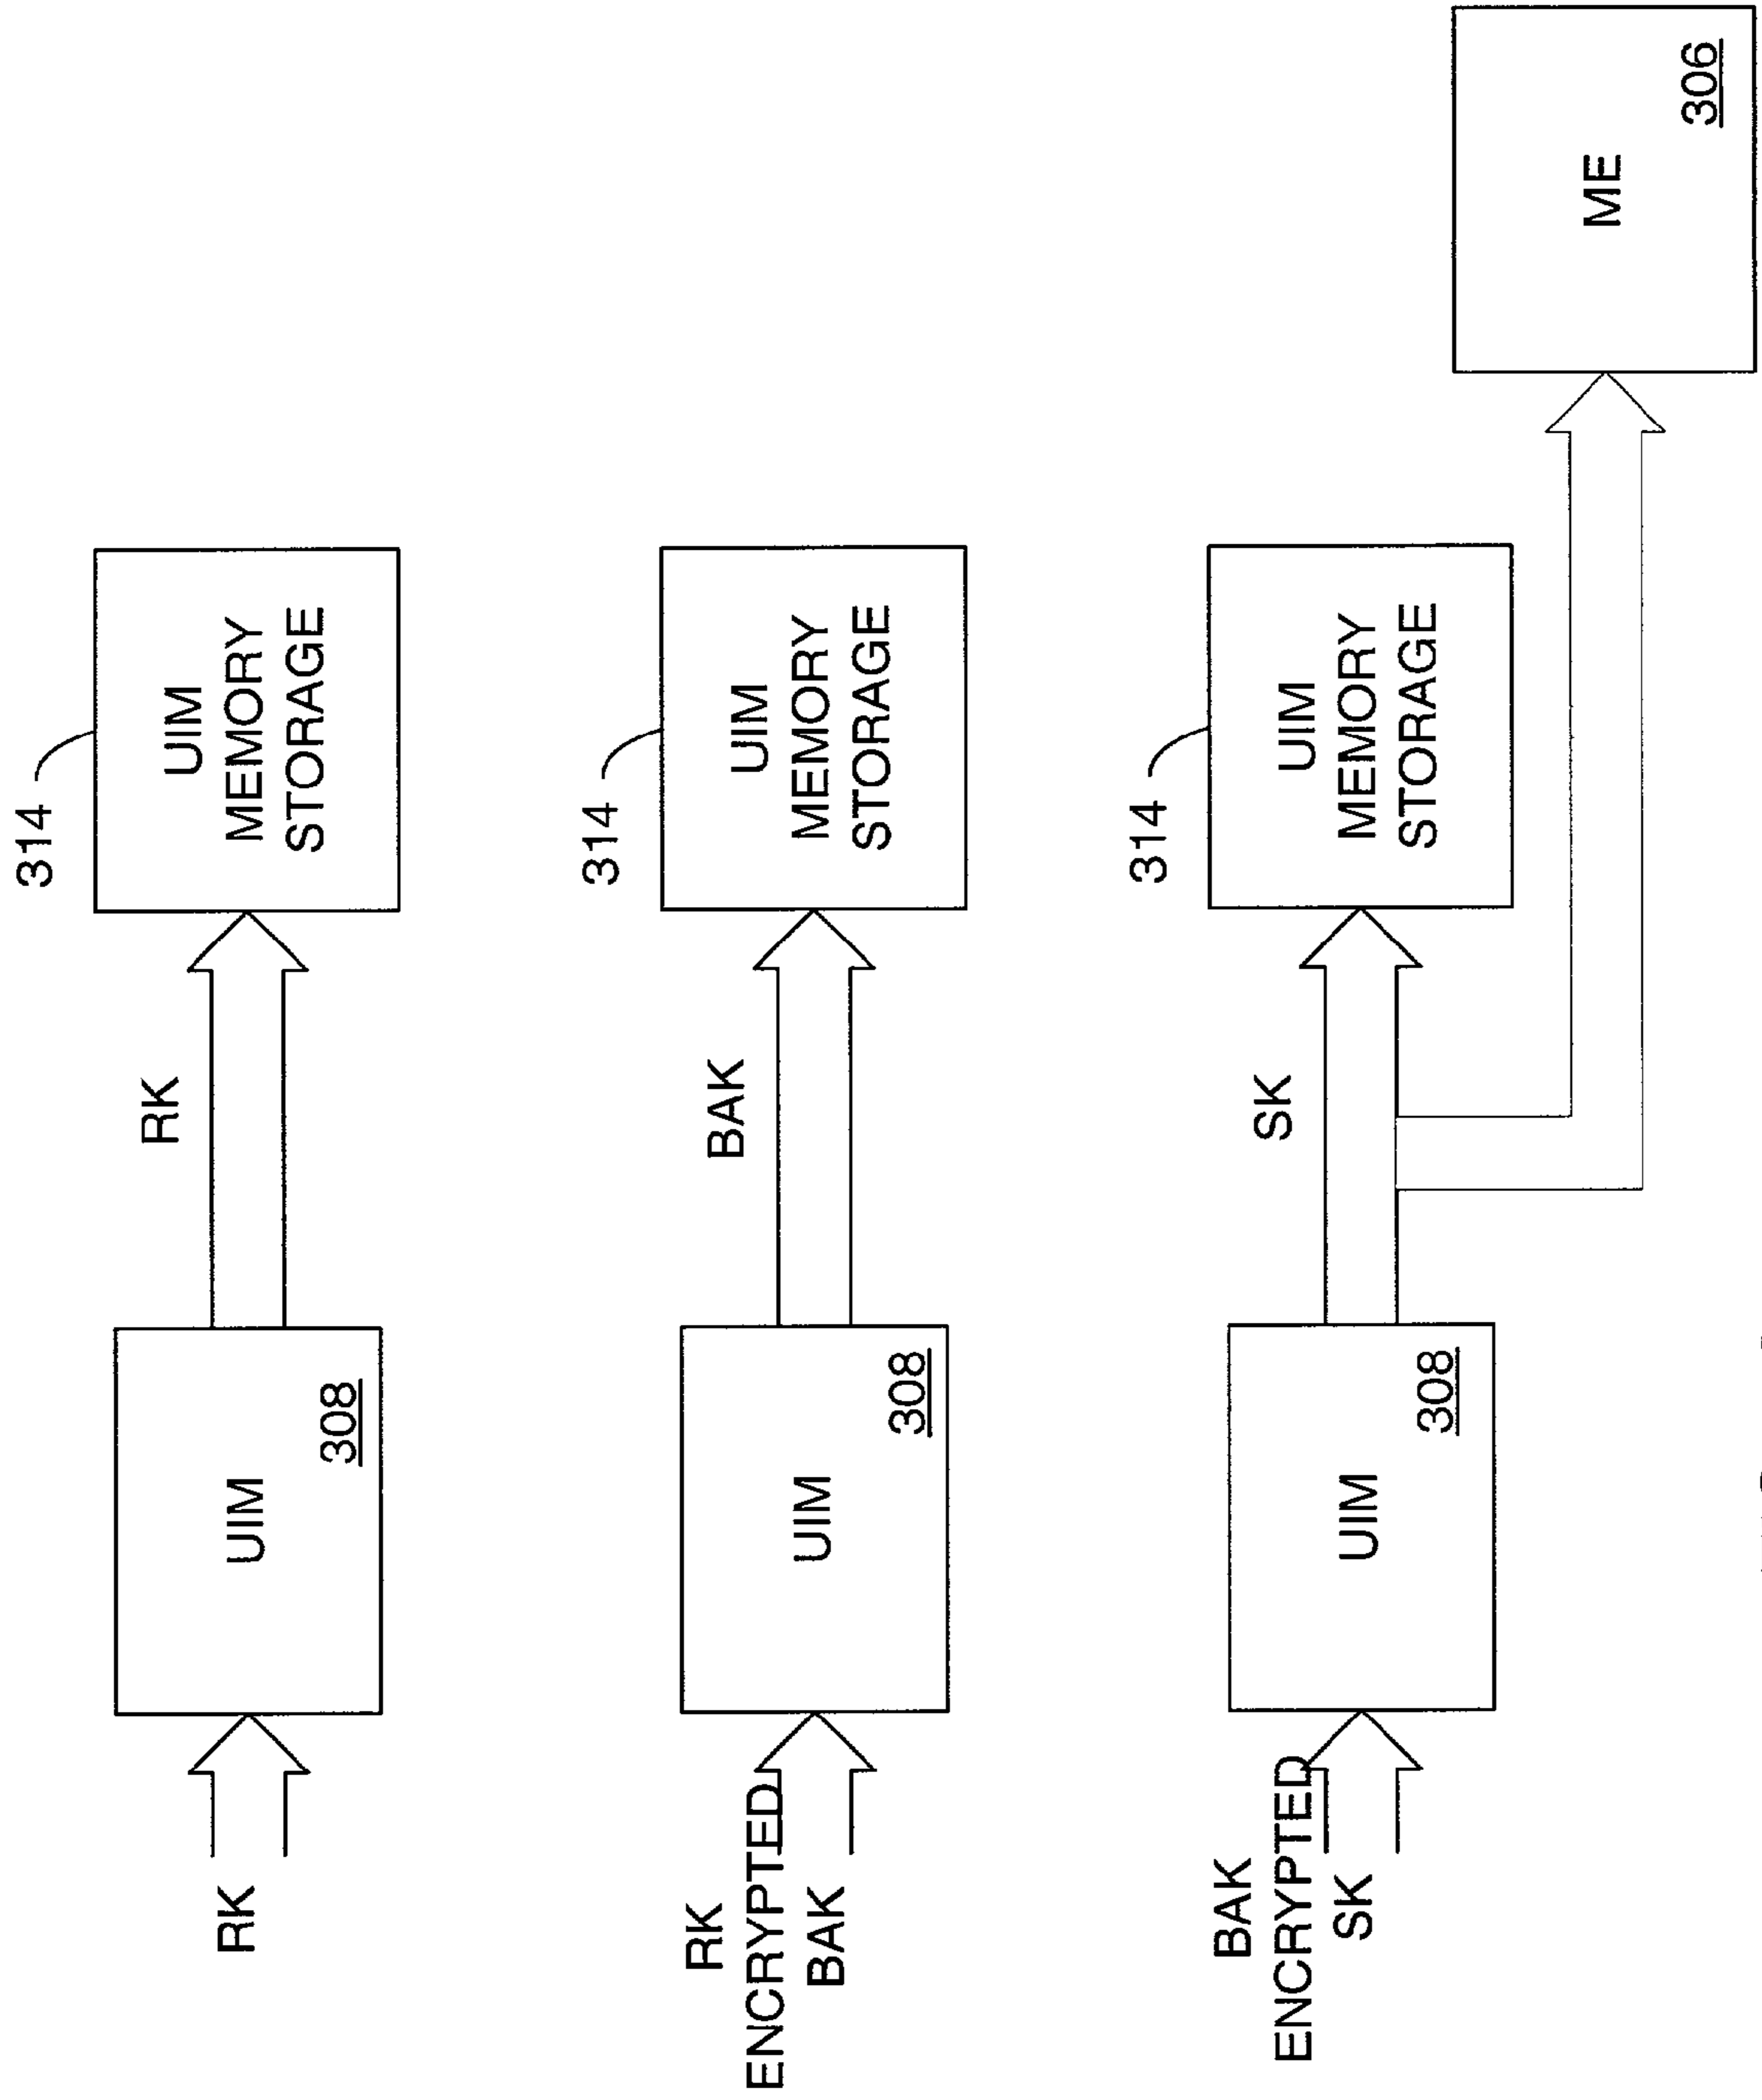 RK
UIM
308
RK
314
UIM
MEMORY
STORAGE
RK
ENCRYPTED
BAK
UIM
308
BAK
314
UIM
MEMORY
STORAGE
BAK
ENCRYPTED
SK
UIM
308
SK
314
UIM
MEMORY
STORAGE
ME
306